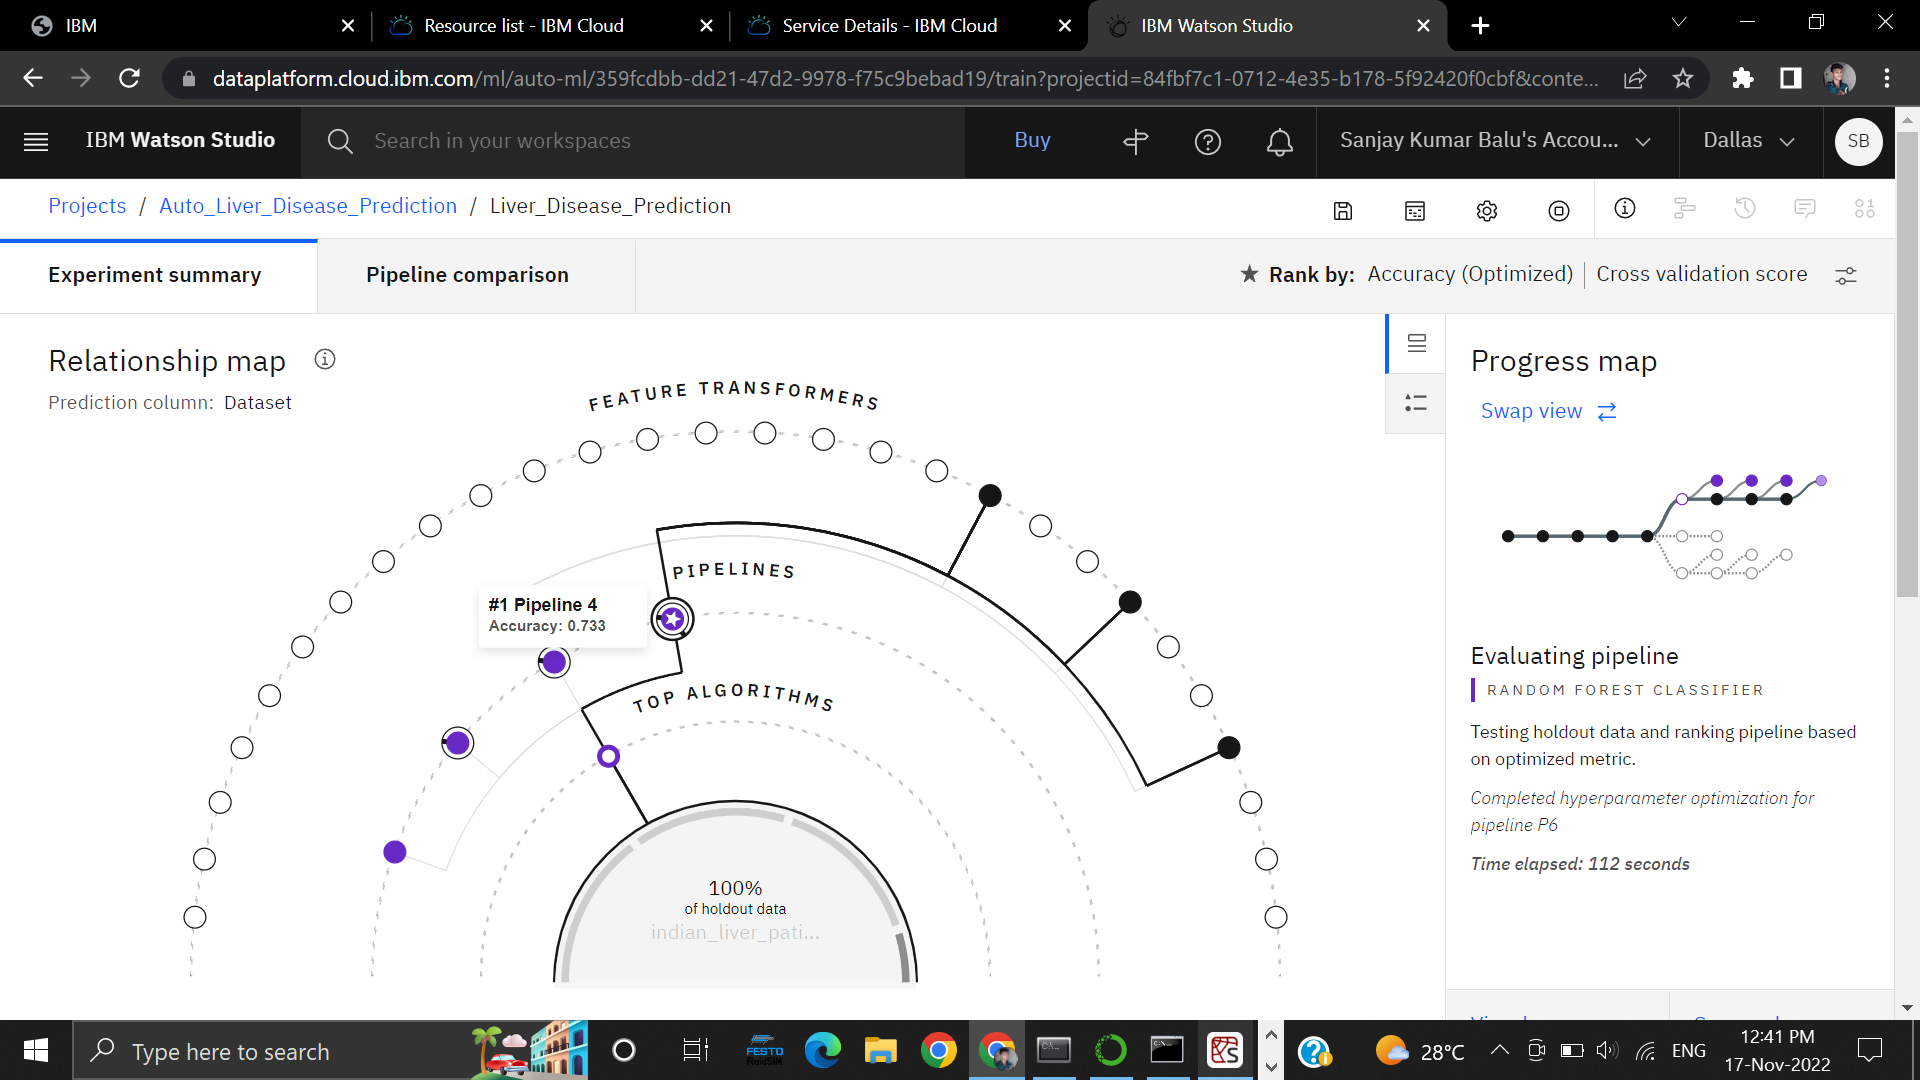 IBM
Resource list - IBM Cloud
Service Details - IBM Cloud
IBM Watson Studio
dataplatform.cloud.ibm.com/ml/auto-ml/359fcdbb-dd21-47d2-9978-f75c9bebad19/train?projectid=84fbf7c1-0712-4e35-b178-5f92420f0cbf&conte...
IBM Watson Studio
Search in your workspaces
Buy
Sanjay Kumar Balu's Accou...
Dallas
SB
Projects / Auto_Liver_Disease_Prediction / Liver_Disease_Prediction
Experiment summary
Pipeline comparison
Rank by: Accuracy (Optimized) | Cross validation score
Relationship map
Prediction column: Dataset
FEATURE TRANSFORMERS
PIPELINES
#1 Pipeline 4
Accuracy: 0.733
TOP ALGORITHMS
100%
of holdout data
indian_liver_pati...
Progress map
Swap view
Evaluating pipeline
RANDOM FOREST CLASSIFIER
Testing holdout data and ranking pipeline based
on optimized metric.
Completed hyperparameter optimization for
pipeline P6
Time elapsed: 112 seconds
Type here to search
FESTO
FluidSIM
28°C
ENG
12:41 PM
17-Nov-2022